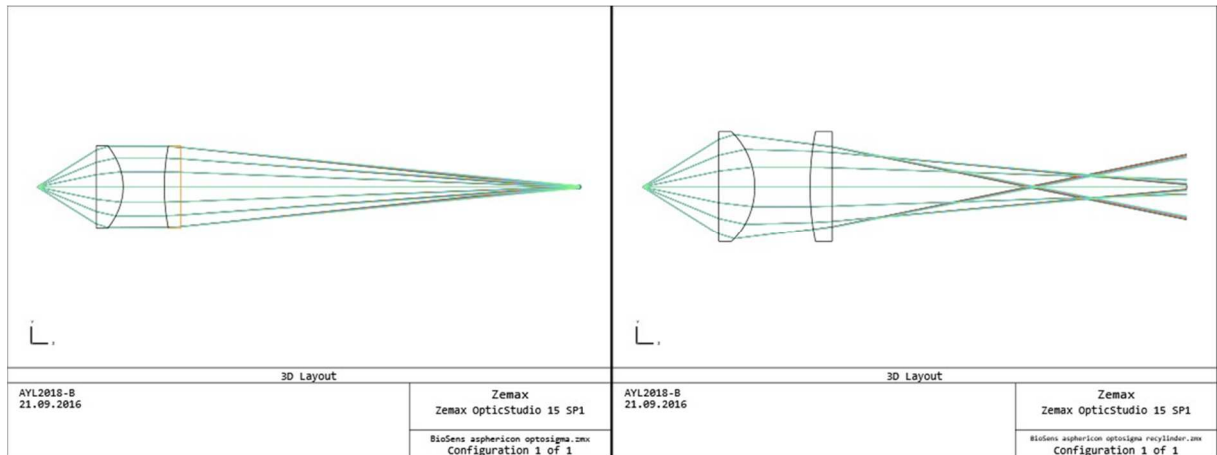 3D Layout
AYL2018-B
21.09.2016
Zemax
Zemax OpticStudio 15 SP1
BioSens asphericon optosigma.zmx
Configuration 1 of 1
3D Layout
AYL2018-B
21.09.2016
Zemax
Zemax OpticStudio 15 SP1
BioSens asphericon optosigma recylinder.zmx
Configuration 1 of 1